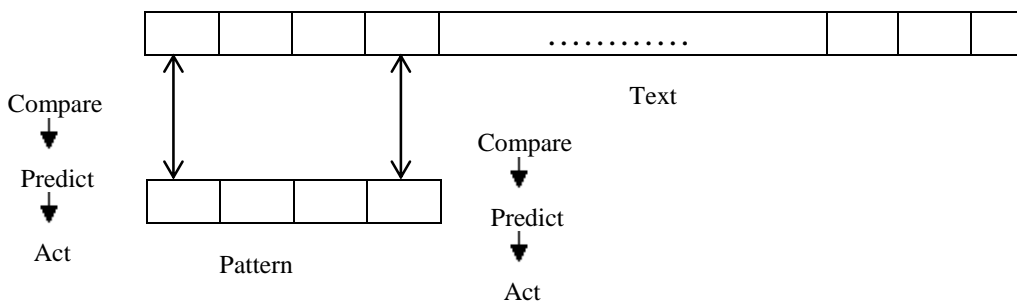 ............
Text
Compare
Predict
Act
Pattern
Compare
Predict
Act